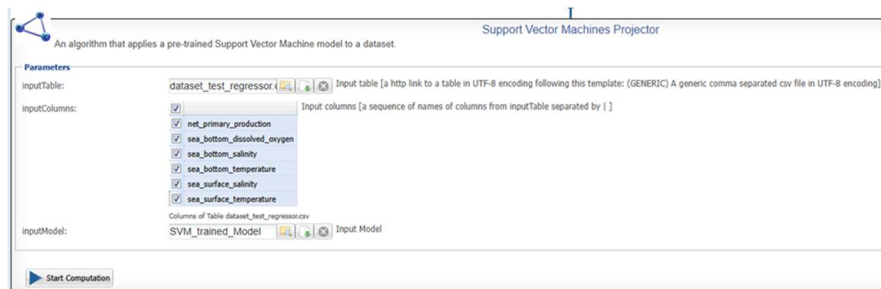 Support Vector Machines Projector
An algorithm that applies a pre-trained Support Vector Machine model to a dataset.
Parameters
inputTable: dataset_test_regressor.c Input table [a http link to a table in UTF-8 encoding following this template: (GENERIC) A generic comma separated csv file in UTF-8 encoding]
inputColumns: Input columns [a sequence of names of columns from inputTable separated by | ]
net_primary_production
sea_bottom_dissolved_oxygen
sea_bottom_salinity
sea_bottom_temperature
sea_surface_salinity
sea_surface_temperature
Columns of Table dataset_test_regressor.csv
inputModel: SVM_trained_Model Input Model
Start Computation